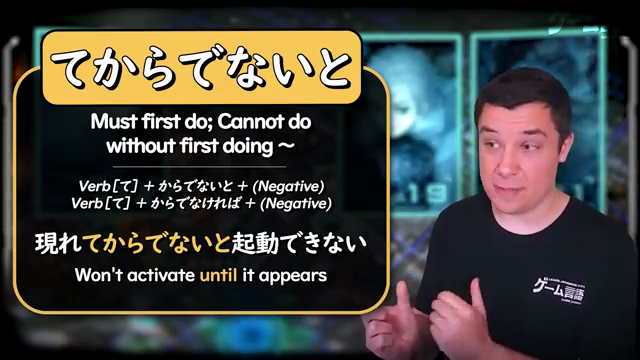 てからでないと
Must first do; Cannot do
without first doing ～
Verb［て］＋からでないと＋(Negative)
Verb［て］＋からでなければ＋(Negative)
現れてからでないと起動できない
Won't activate until it appears
.19
ゲーム言語